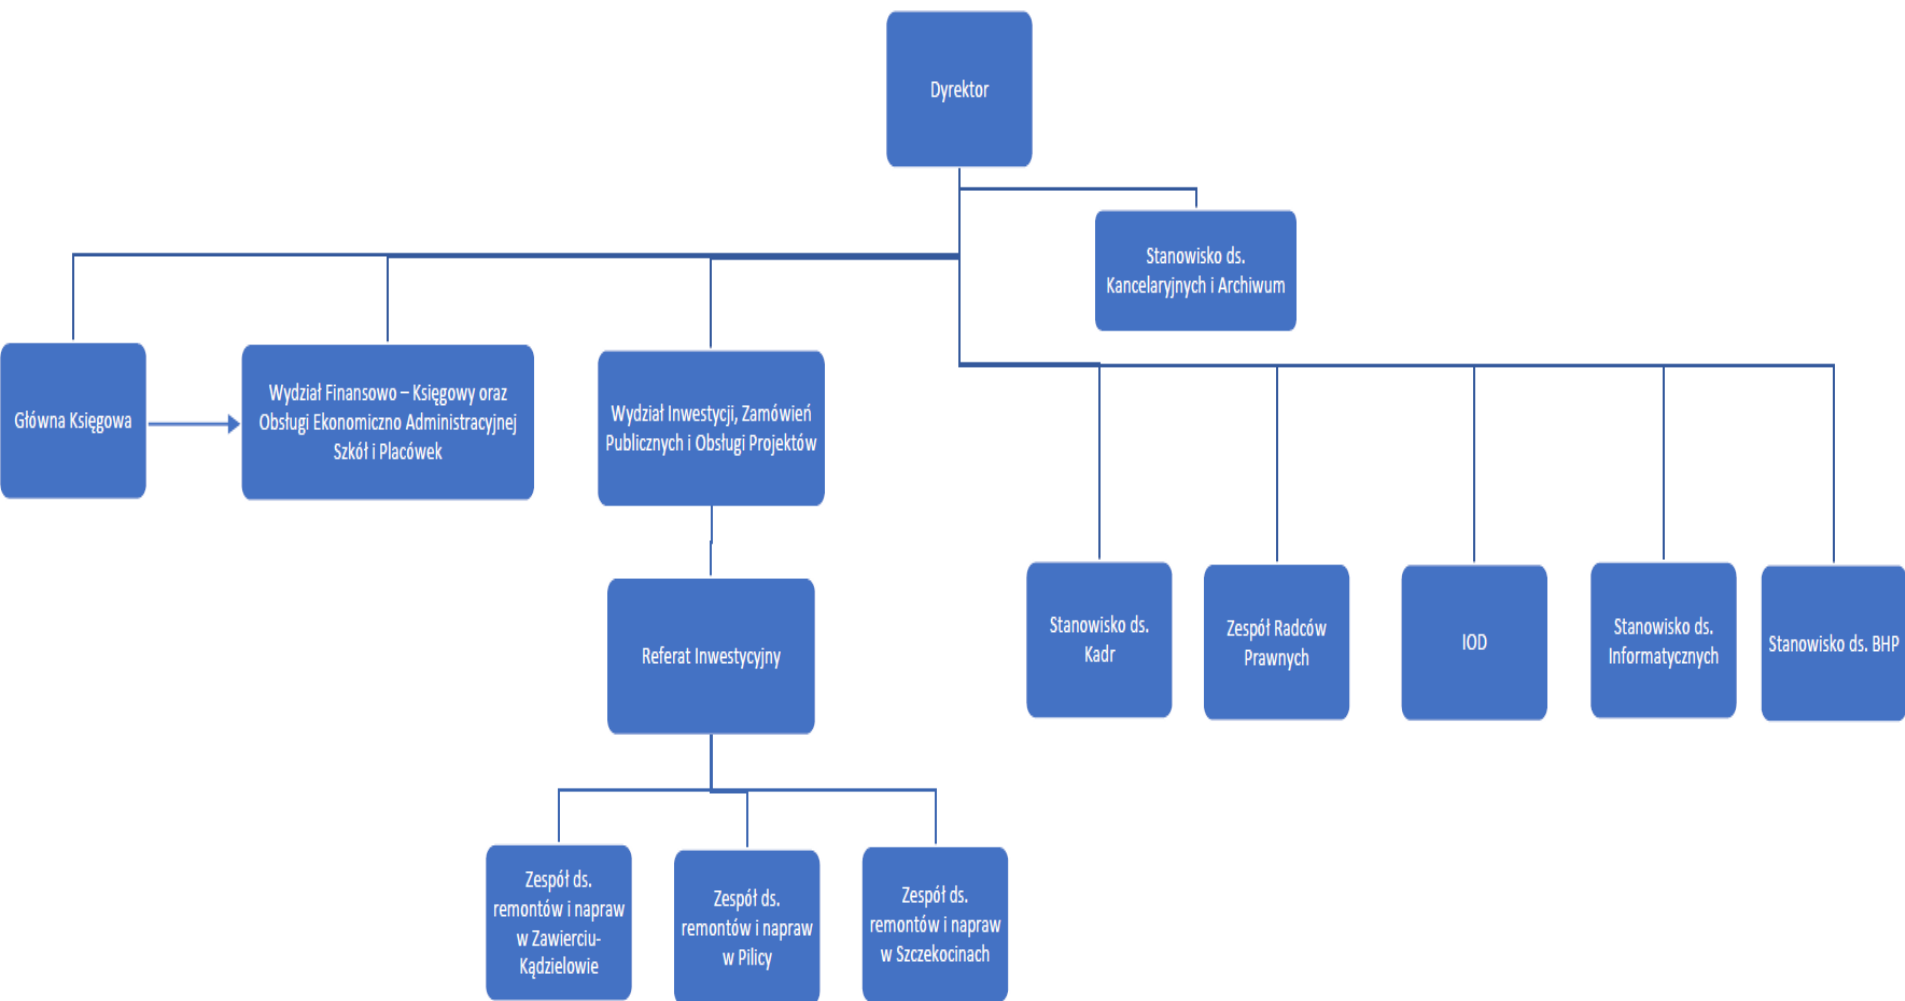 Dyrektor
Stanowisko ds.
Kancelaryjnych i Archiwum
Główna Księgowa
Wydział Finansowo – Księgowy oraz
Obsługi Ekonomiczno Administracyjnej
Szkół i Placówek
Wydział Inwestycji, Zamówień
Publicznych i Obsługi Projektów
Referat Inwestycyjny
Stanowisko ds.
Kadr
Zespół Radców
Prawnych
IOD
Stanowisko ds.
Informatycznych
Stanowisko ds. BHP
Zespół ds.
remontów i napraw
w Zawierciu-
Kądzielowie
Zespół ds.
remontów i napraw
w Pilicy
Zespół ds.
remontów i napraw
w Szczekocinach